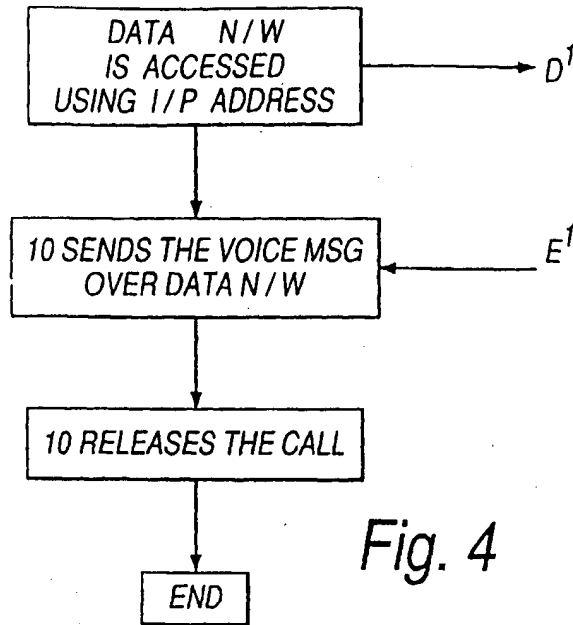 DATA N/W
IS ACCESSED
USING I/P ADDRESS
D¹
10 SENDS THE VOICE MSG
OVER DATA N/W
E¹
10 RELEASES THE CALL
Fig. 4
END